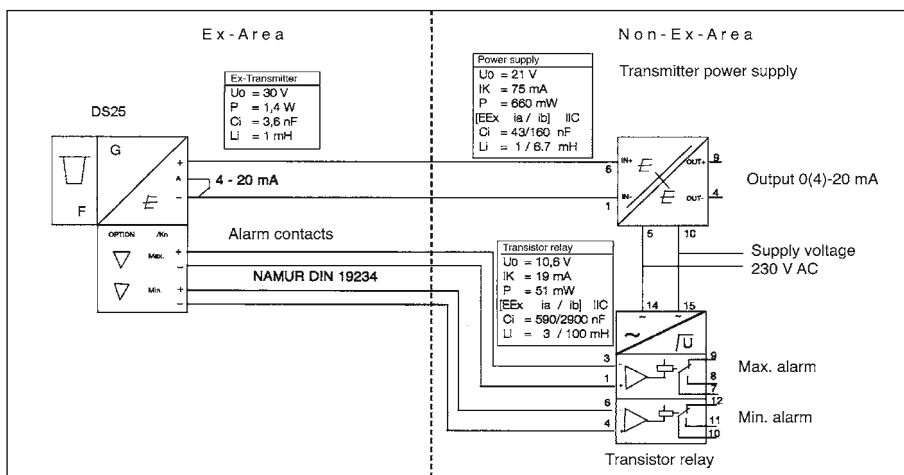 Ex-Area
Non-Ex-Area
DS25
Ex-Transmitter
Uo = 30 V
P = 1,4 W
Ci = 3,6 nF
Li = 1 mH
Power supply
Uo = 21 V
IK = 75 mA
P = 660 mW
[EEx ia / ib] IIC
Ci = 43/160 nF
Li = 1 / 6.7 mH
Transmitter power supply
G
F
E
+
A
−
4 - 20 mA
6
1
IN+
IN-
E
E
OUT+
OUT-
9
4
Output 0(4)-20 mA
5
10
Supply voltage
230 V AC
OPTION /Kn
Max. +
−
Min. +
−
Alarm contacts
NAMUR DIN 19234
Transistor relay
Uo = 10,6 V
IK = 19 mA
P = 51 mW
[EEx ia / ib] IIC
Ci = 590/2900 nF
Li = 3 / 100 mH
14
15
~
~
~
U
3
1
-
+
9
8
7
Max. alarm
6
4
-
+
12
11
10
Min. alarm
Transistor relay